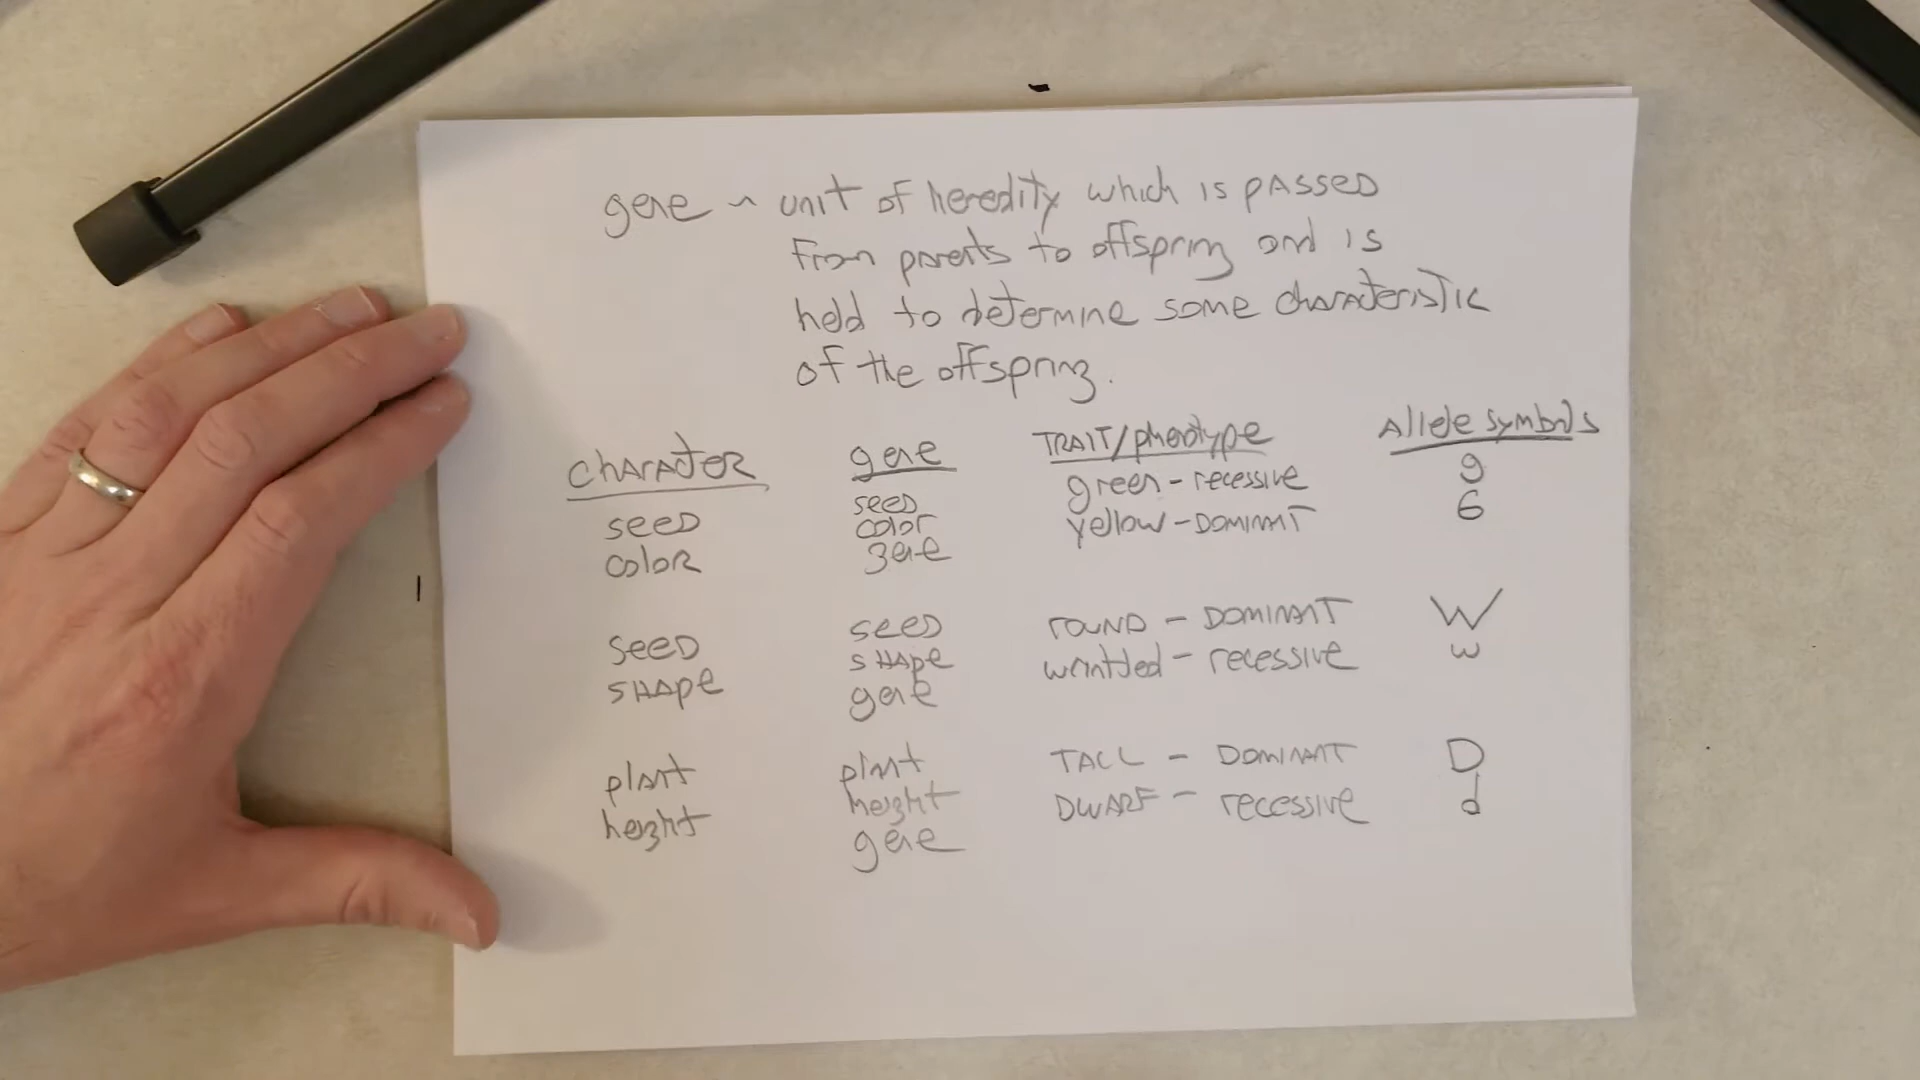 gene ~ unit of heredity which is passed
from parents to offspring and is
held to determine some characteristic
of the offspring.
character gene TRAIT/phenotype Allele symbols
seed color seed color gene green - recessive g
yellow - DOMINANT G
seed shape seed shape gene round - DOMINANT W
wrinkled - recessive w
plant height plant height gene TALL - DOMINANT D
DWARF - recessive d